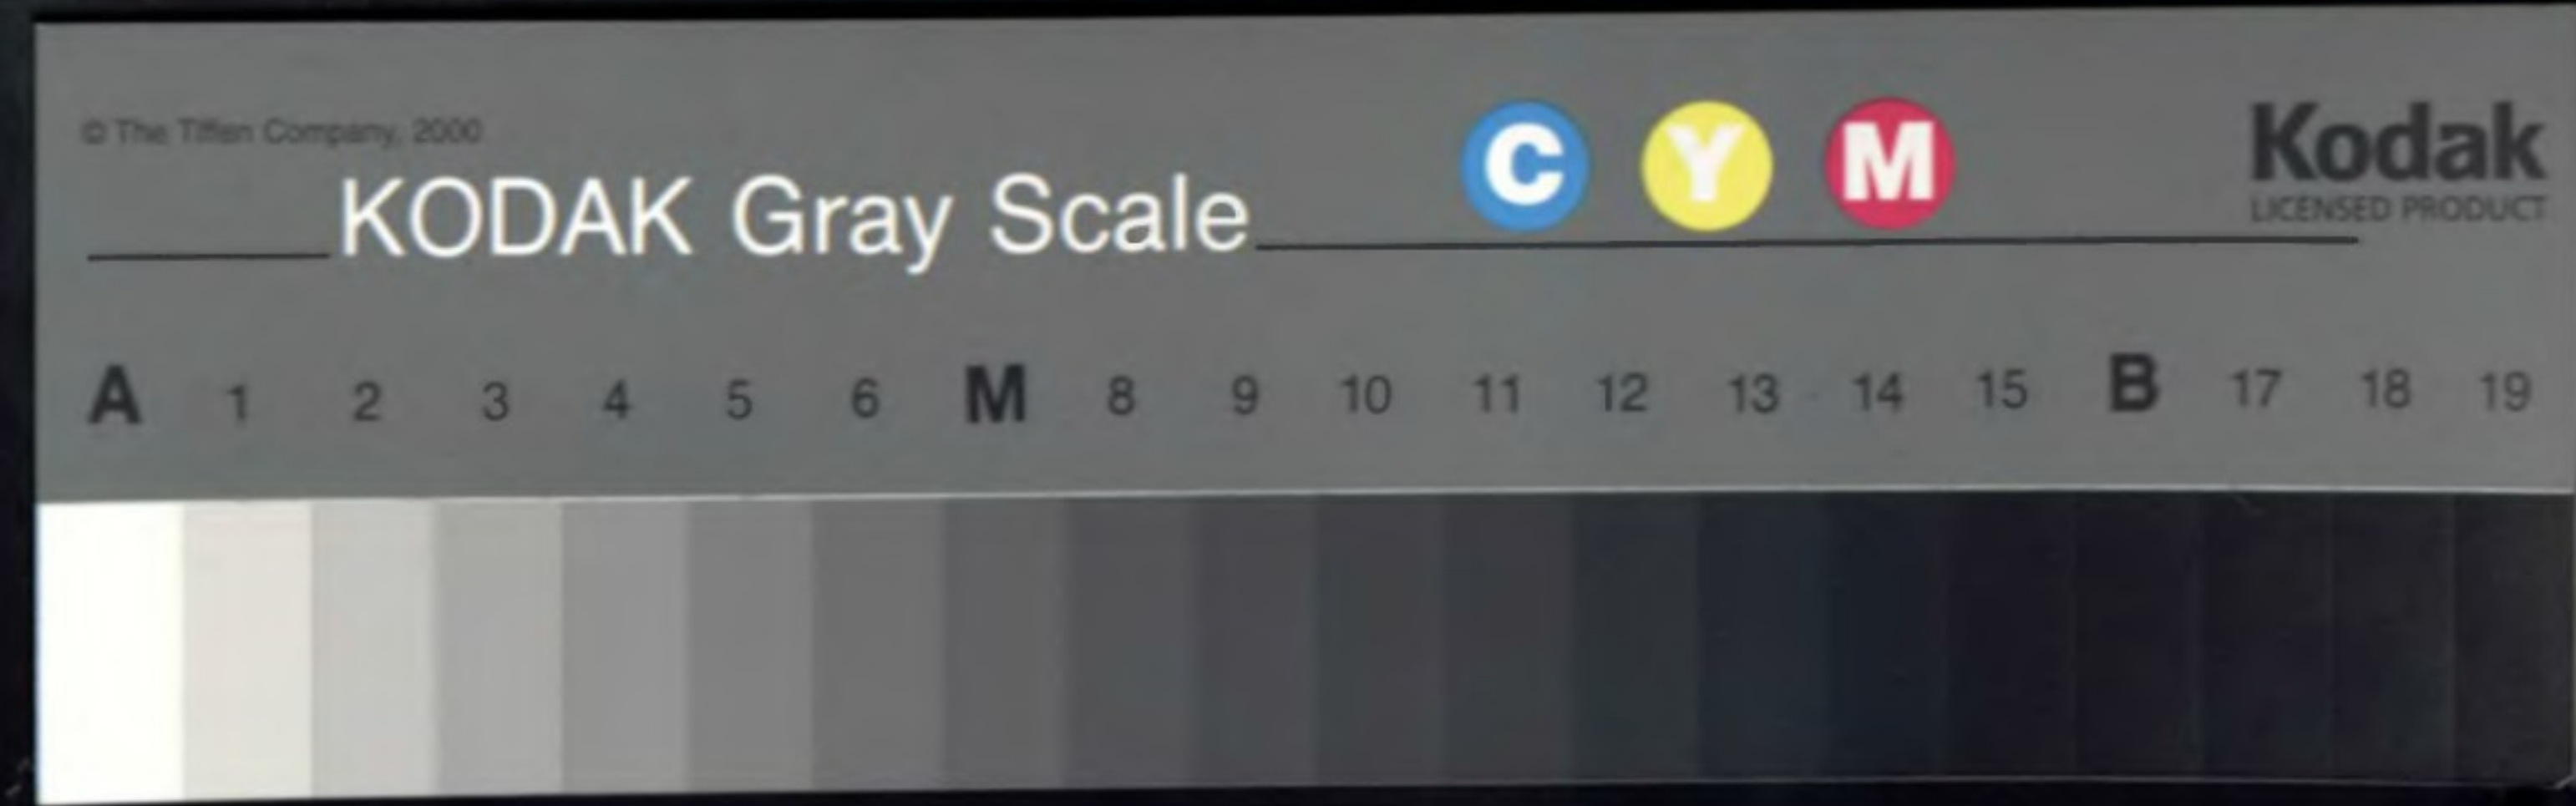 © The Tiffen Company, 2000
KODAK Gray Scale
C Y M
Kodak
LICENSED PRODUCT
A 1 2 3 4 5 6 M 8 9 10 11 12 13 14 15 B 17 18 19